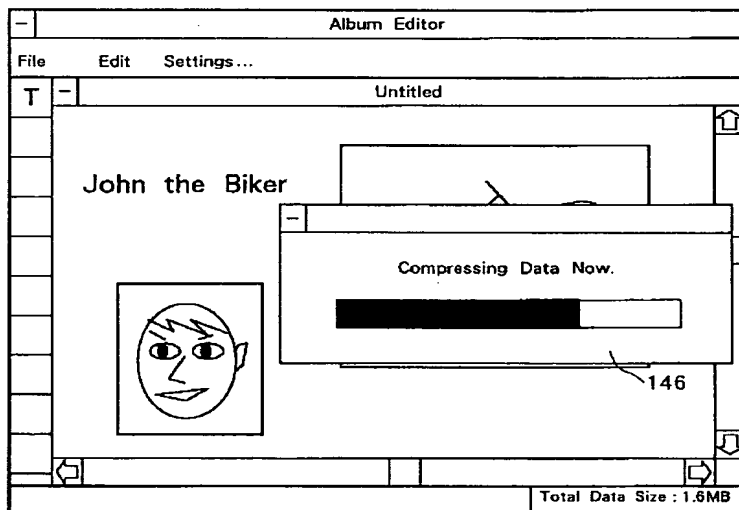 Album Editor
File Edit Settings...
T
Untitled
John the Biker
Compressing Data Now.
146
Total Data Size : 1.6MB